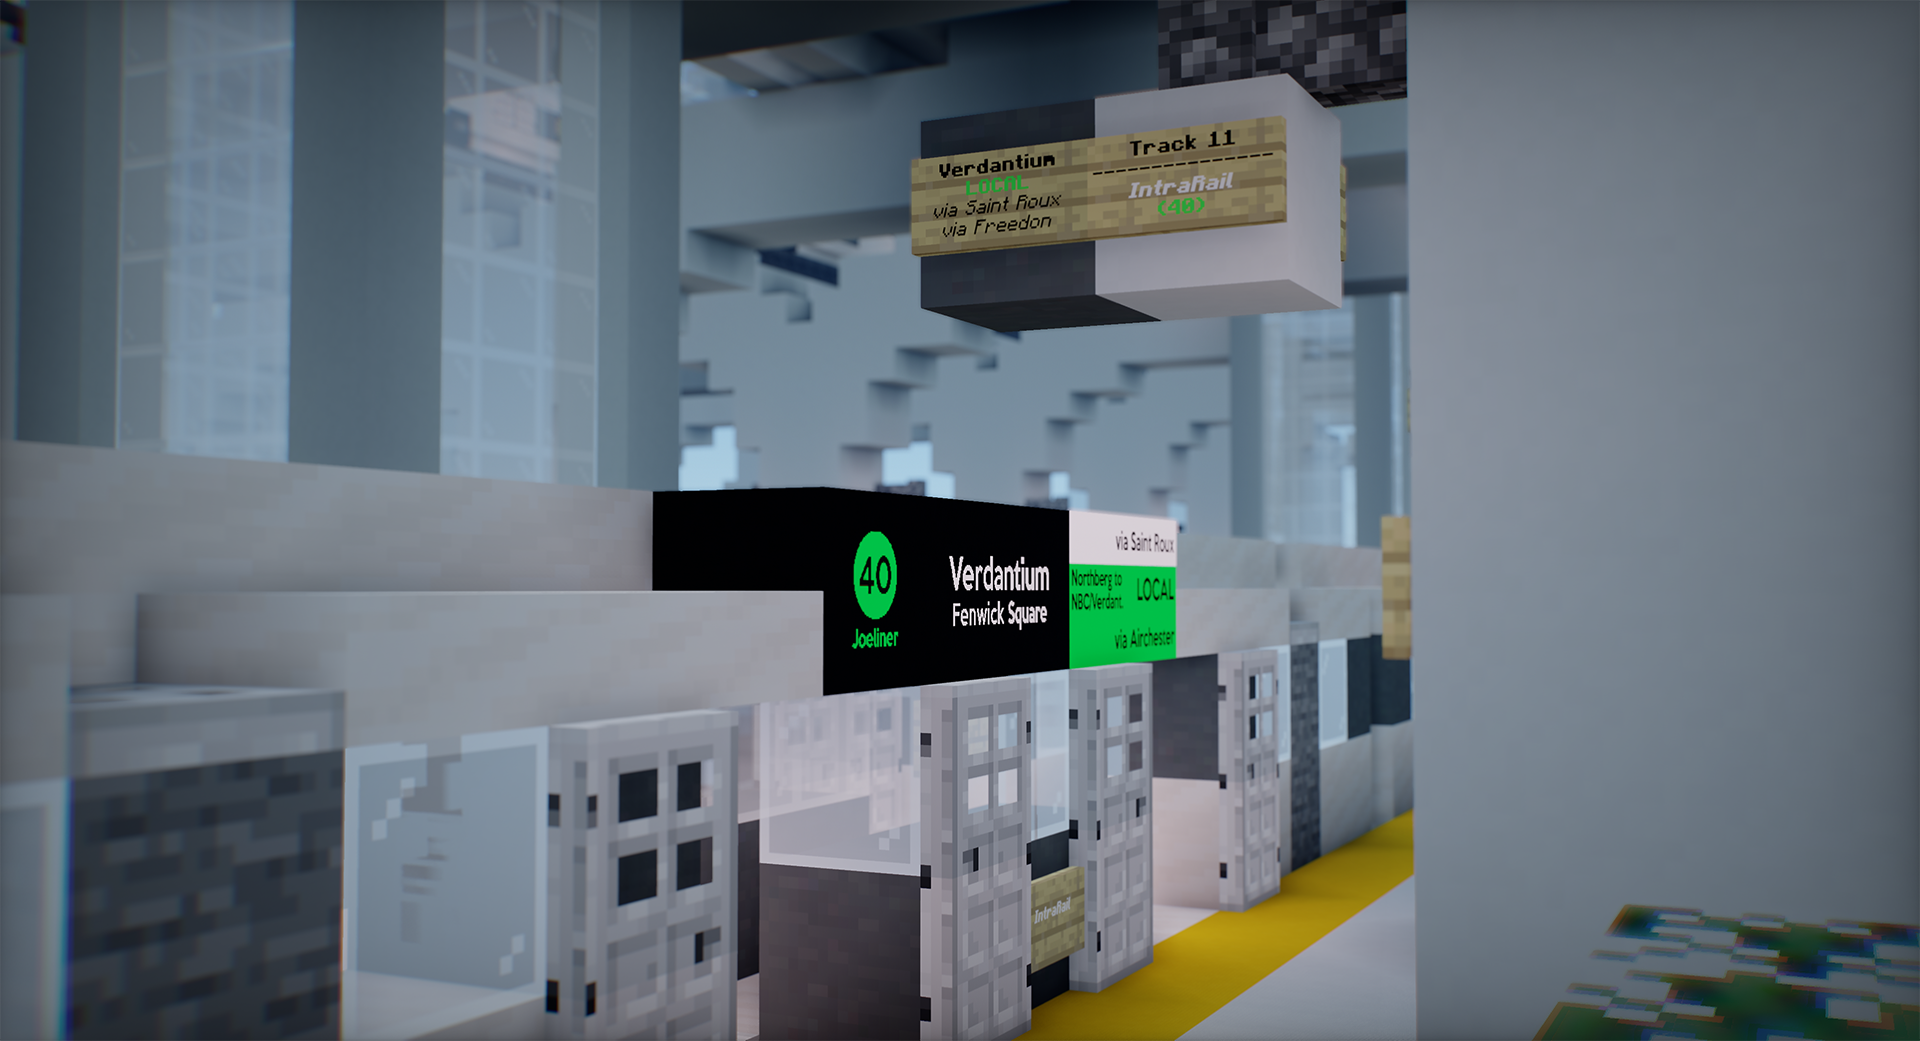 Verdantium
LOCAL
via Saint Roux
via Freedon
Track 11
--------------
IntraRail
(40)
40
Joeliner
Verdantium
Fenwick Square
via Saint Roux
Northberg to
NBC/Verdant.
LOCAL
via Airchester
IntraRail